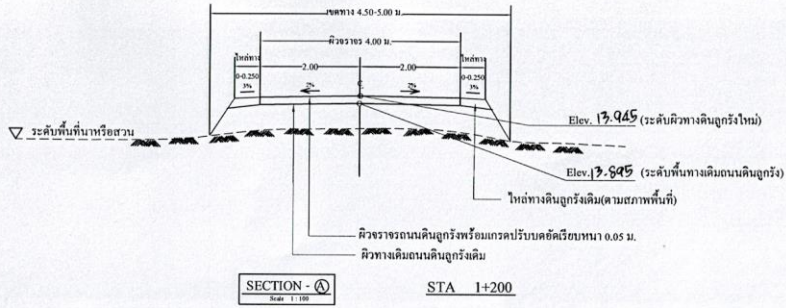 เขตทาง 4.50-5.00 ม.
ผิวจราจร 4.00 ม.
ไหล่ทาง
0-0.250
3%
2.00
2.00
ไหล่ทาง
0-0.250
3%
2%
℄
2%
Elev. 13.945 (ระดับผิวทางดินลูกรังใหม่)
ระดับพื้นที่นาหรือสวน
Elev. 13.895 (ระดับพื้นทางเดิมถนนดินลูกรัง)
ไหล่ทางดินลูกรังเดิม(ตามสภาพพื้นที่)
ผิวจราจรถนนดินลูกรังพร้อมเกรดปรับบดอัดเรียบหนา 0.05 ม.
ผิวทางเดิมถนนดินลูกรังเดิม
SECTION - A
Scale 1:100
STA 1+200